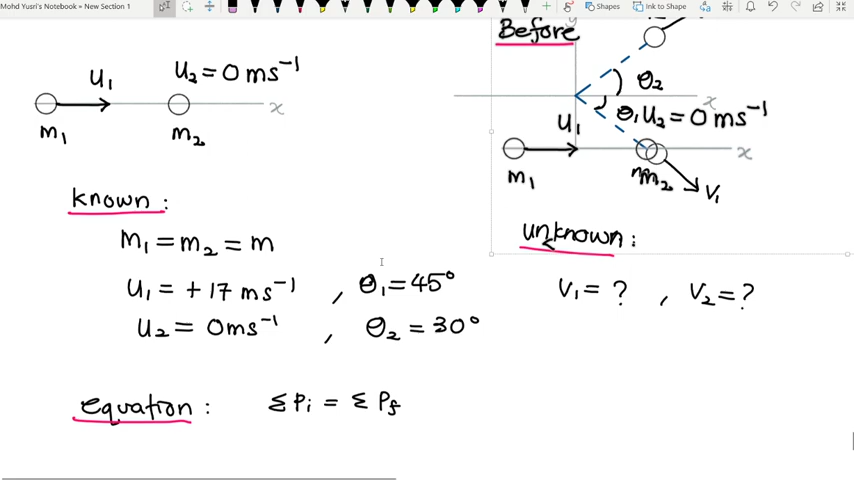 Mohd Yusri's Notebook » New Section 1
Shapes
Ink to Shape
Before
u₁
u₂ = 0 ms⁻¹
x
m₁
m₂
θ₂
x
θ₁
u₂ = 0 ms⁻¹
u₁
x
m₁
m₂
v₁
known :
m₁ = m₂ = m
u₁ = + 17 ms⁻¹ , θ₁ = 45°
u₂ = 0 ms⁻¹ , θ₂ = 30°
unknown :
v₁ = ? , v₂ = ?
equation : Σ Pi = Σ Pf